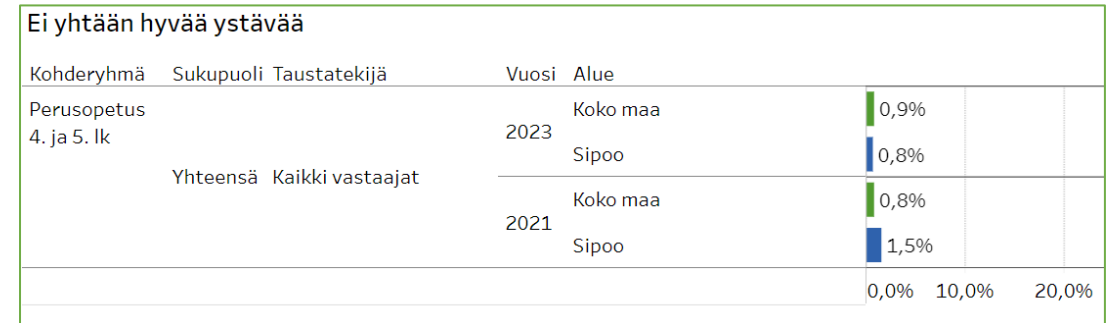 Ei yhtään hyvää ystävää
Kohderyhmä Sukupuoli Taustatekijä Vuosi Alue
Perusopetus
4. ja 5. lk
Yhteensä Kaikki vastaajat
2023
Koko maa 0,9%
Sipoo 0,8%
2021
Koko maa 0,8%
Sipoo 1,5%
0,0% 10,0% 20,0%